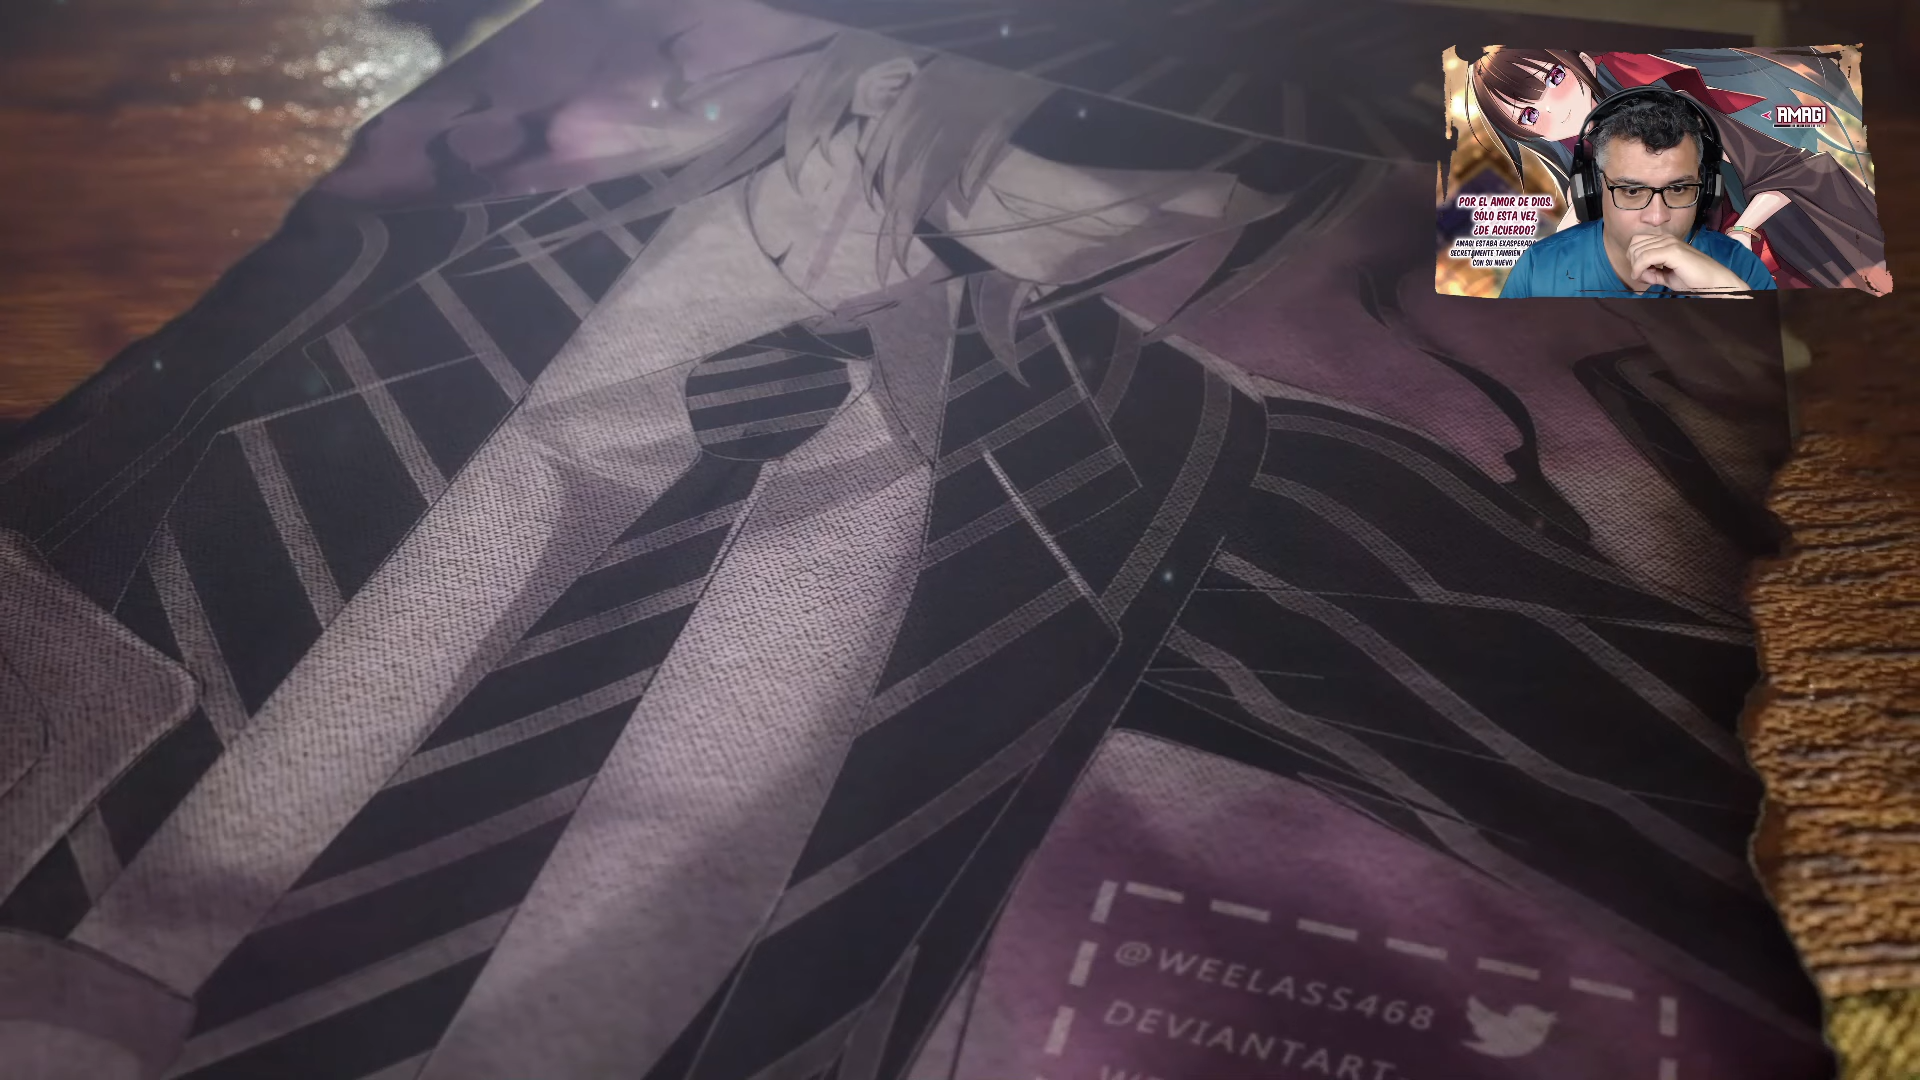 AMAGI
POR EL AMOR DE DIOS.
SÓLO ESTA VEZ,
¿DE ACUERDO?
AMAGI ESTABA EXASPERADO
SECRETAMENTE TAMBIÉN
CON SU NUEVO
@WEELASS468
DEVIANTART